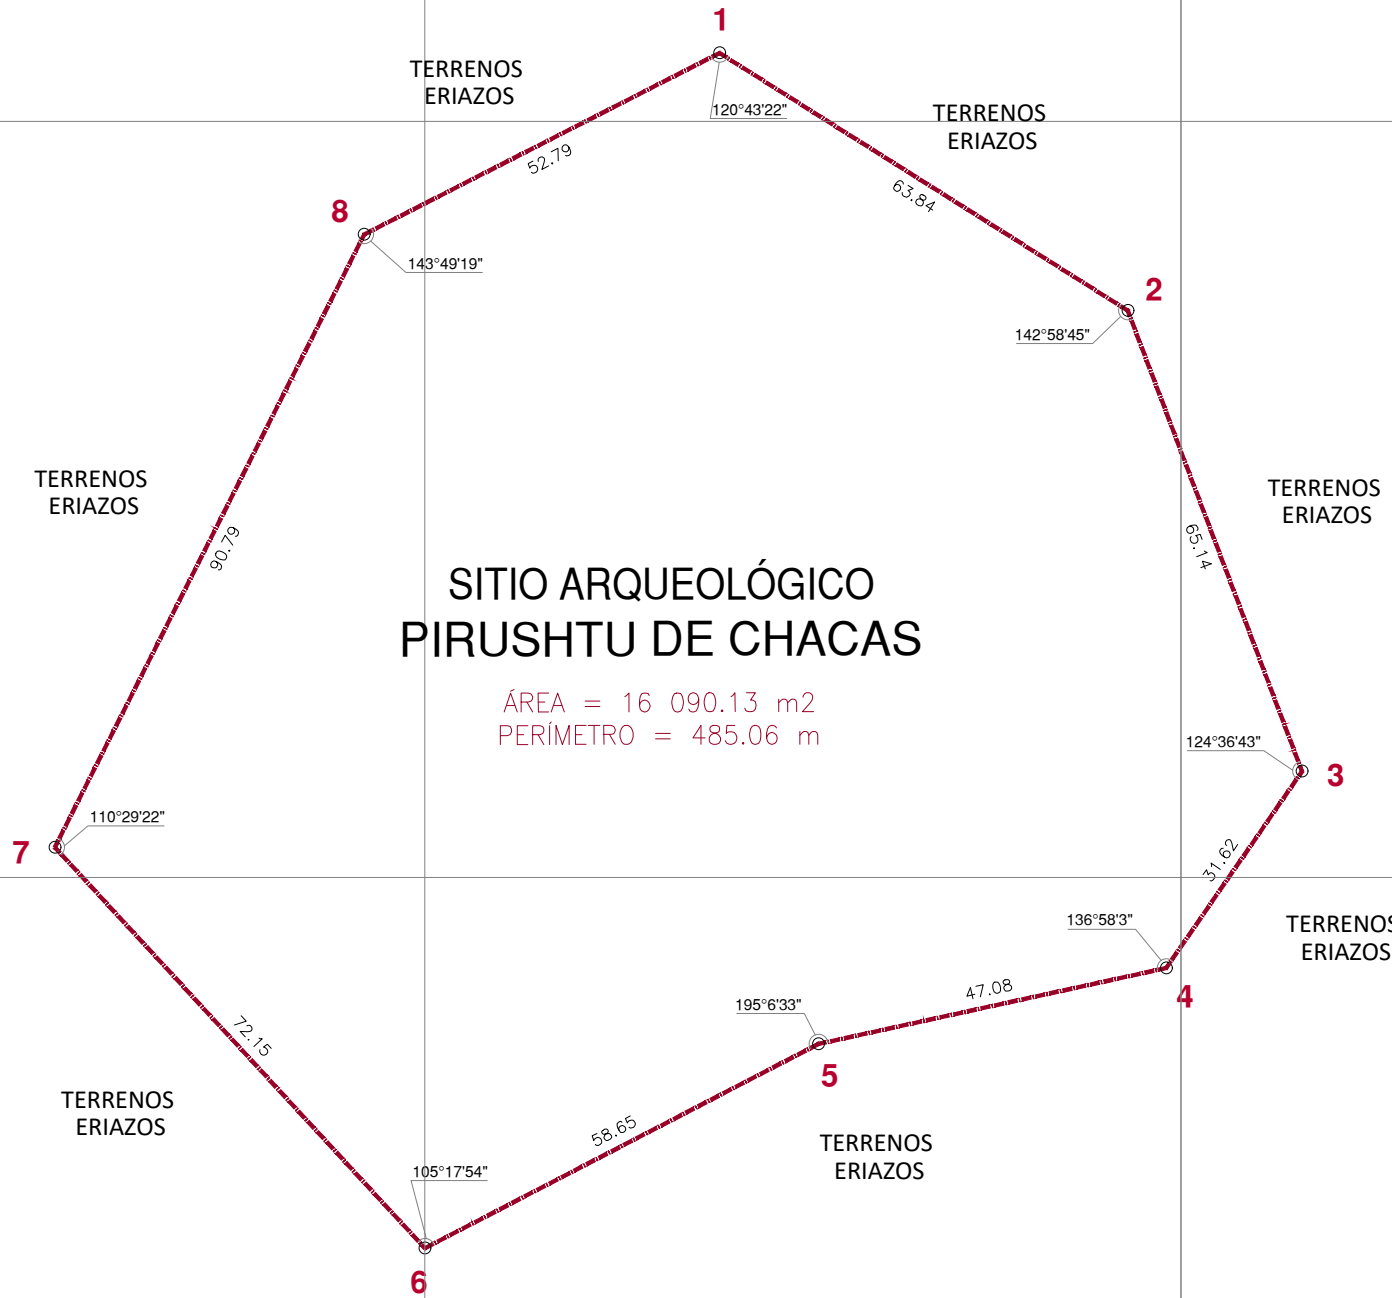 1
TERRENOS
ERIAZOS
120°43'22"
TERRENOS
ERIAZOS
52.79
63.84
8
143°49'19"
2
142°58'45"
TERRENOS
ERIAZOS
TERRENOS
ERIAZOS
90.79
65.14
SITIO ARQUEOLÓGICO
PIRUSHTU DE CHACAS
ÁREA = 16 090.13 m2
PERÍMETRO = 485.06 m
124°36'43"
3
110°29'22"
7
31.62
136°58'3"
TERRENOS
ERIAZOS
47.08
4
195°6'33"
72.15
5
TERRENOS
ERIAZOS
58.65
TERRENOS
ERIAZOS
105°17'54"
6